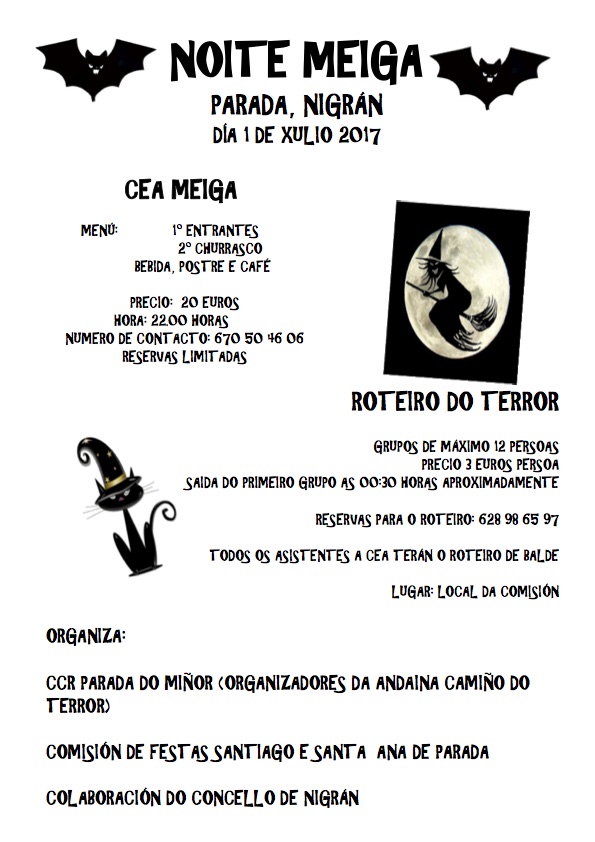 NOITE MEIGA
PARADA, NIGRÁN
DÍA 1 DE XULIO 2017
CEA MEIGA
MENÚ: 1º ENTRANTES
2º CHURRASCO
BEBIDA, POSTRE E CAFÉ
PRECIO: 20 EUROS
HORA: 22.00 HORAS
NUMERO DE CONTACTO: 670 50 46 06
RESERVAS LIMITADAS
ROTEIRO DO TERROR
GRUPOS DE MÁXIMO 12 PERSOAS
PRECIO 3 EUROS PERSOA
SAIDA DO PRIMEIRO GRUPO AS 00:30 HORAS APROXIMADAMENTE
RESERVAS PARA O ROTEIRO: 628 98 65 97
TODOS OS ASISTENTES A CEA TERÁN O ROTEIRO DE BALDE
LUGAR: LOCAL DA COMISIÓN
ORGANIZA:
CCR PARADA DO MIÑOR (ORGANIZADORES DA ANDAINA CAMIÑO DO
TERROR)
COMISIÓN DE FESTAS SANTIAGO E SANTA ANA DE PARADA
COLABORACIÓN DO CONCELLO DE NIGRÁN